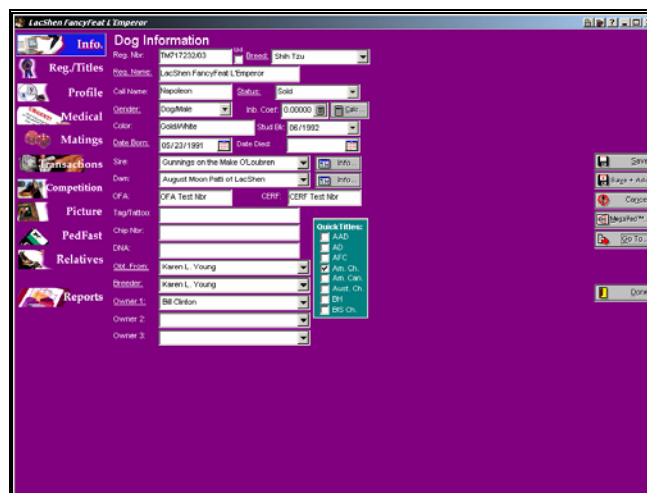 LacShen FancyFeat L'Emperor
Info.
Reg./Titles
Profile
Medical
Matings
Transactions
Competition
Picture
PedFast
Relatives
Reports
Dog Information
Reg. Nbr: TM717232/03 Breed: Shih Tzu
Reg. Name: LacShen FancyFeat L'Emperor
Call Name: Napoleon Status: Sold
Gender: Dog/Male Inb. Coef: 0.00000 Calc...
Color: Gold/White Stud Bk: 06/1992
Date Born: 05/23/1991 Date Died:
Sire: Gunnings on the Make O'Loubren Info...
Dam: August Moon Patti of LacShen Info...
OFA: OFA Test Nbr CERF: CERF Test Nbr
Tag/Tattoo:
Chip Nbr:
DNA:
Obt. From: Karen L. Young
Breeder: Karen L. Young
Owner 1: Bill Clinton
Owner 2:
Owner 3:
QuickTitles:
AAD
AD
AFC
Am. Ch.
Am. Can.
Aust. Ch.
BH
BIS Ch.
Save
Save + Add
Cancel
MegaPed™...
Go To...
Done